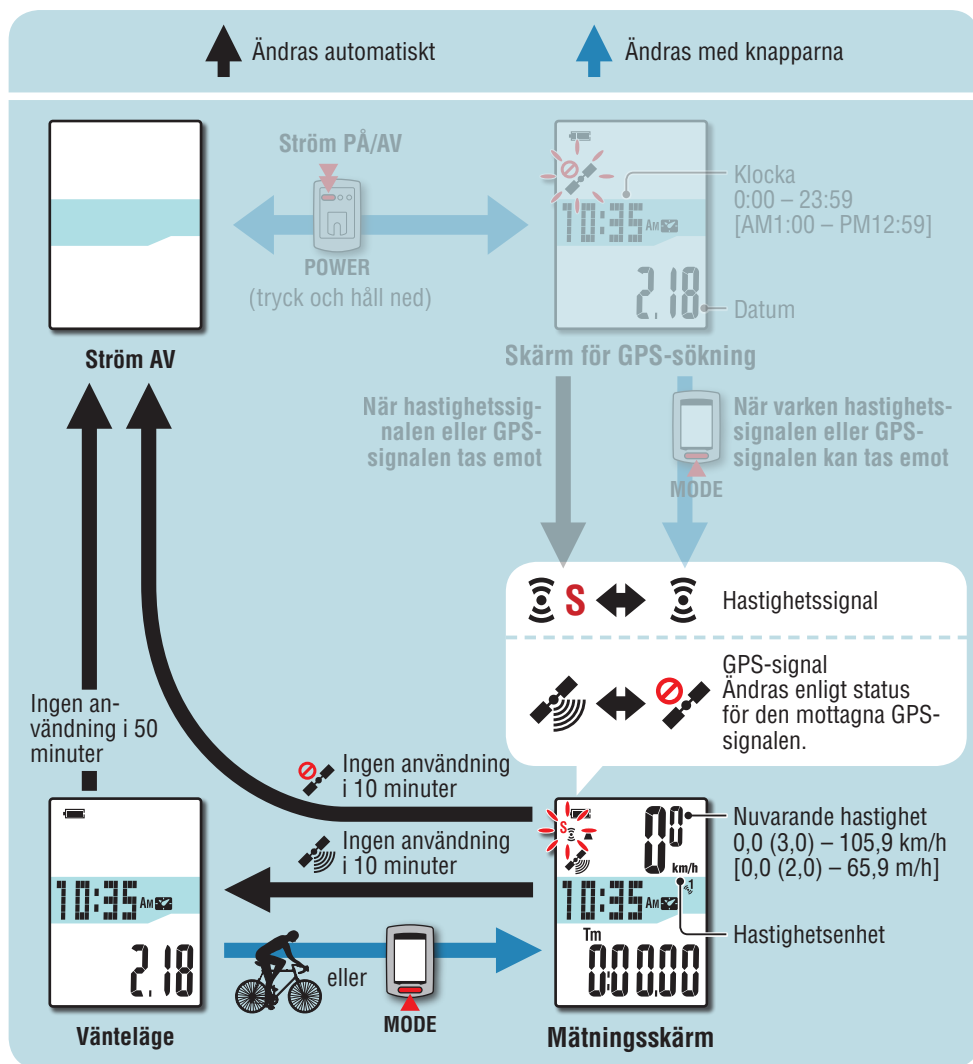 Ändras automatiskt
Ändras med knapparna
Ström PÅ/AV
POWER
(tryck och håll ned)
10:35 AM
2.18
Klocka
0:00 – 23:59
[AM1:00 – PM12:59]
Datum
Ström AV
Skärm för GPS-sökning
När hastighetssig-
nalen eller GPS-
signalen tas emot
När varken hastighets-
signalen eller GPS-
signalen kan tas emot
MODE
S
Hastighetssignal
GPS-signal
Ändras enligt status
för den mottagna GPS-
signalen.
Ingen an-
vändning i 50
minuter
Ingen användning
i 10 minuter
Ingen användning
i 10 minuter
10:35 AM
2.18
Vänteläge
eller
MODE
S
0.0
km/h
1
10:35 AM
Tm
0:00.00
Mätningsskärm
Nuvarande hastighet
0,0 (3,0) – 105,9 km/h
[0,0 (2,0) – 65,9 m/h]
Hastighetsenhet